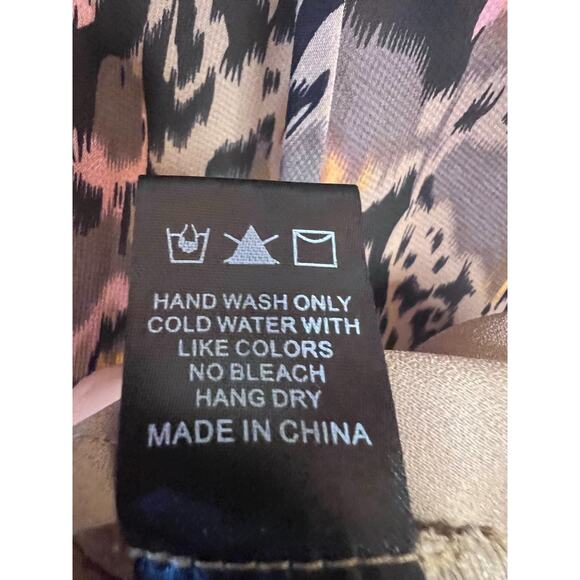 HAND WASH ONLY
COLD WATER WITH
LIKE COLORS
NO BLEACH
HANG DRY
MADE IN CHINA